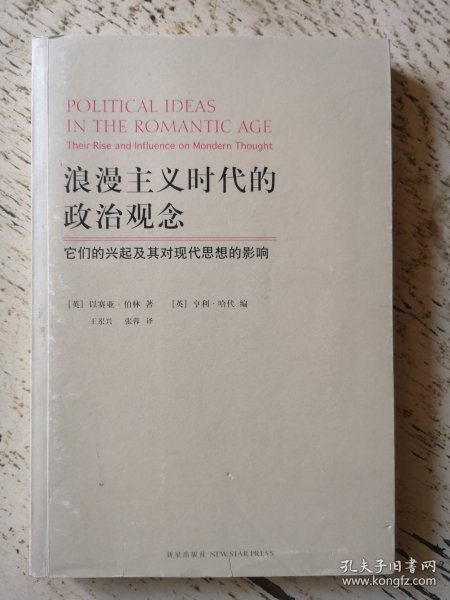 POLITICAL IDEAS
IN THE ROMANTIC AGE
Their Rise and Influence on Mondern Thought
浪漫主义时代的
政治观念
它们的兴起及其对现代思想的影响
[英] 以赛亚·伯林 著 [英] 亨利·哈代 编
王岽兴 张蓉 译
新星出版社 NEW STAR PRESS
孔夫子旧书网
www.kongfz.com